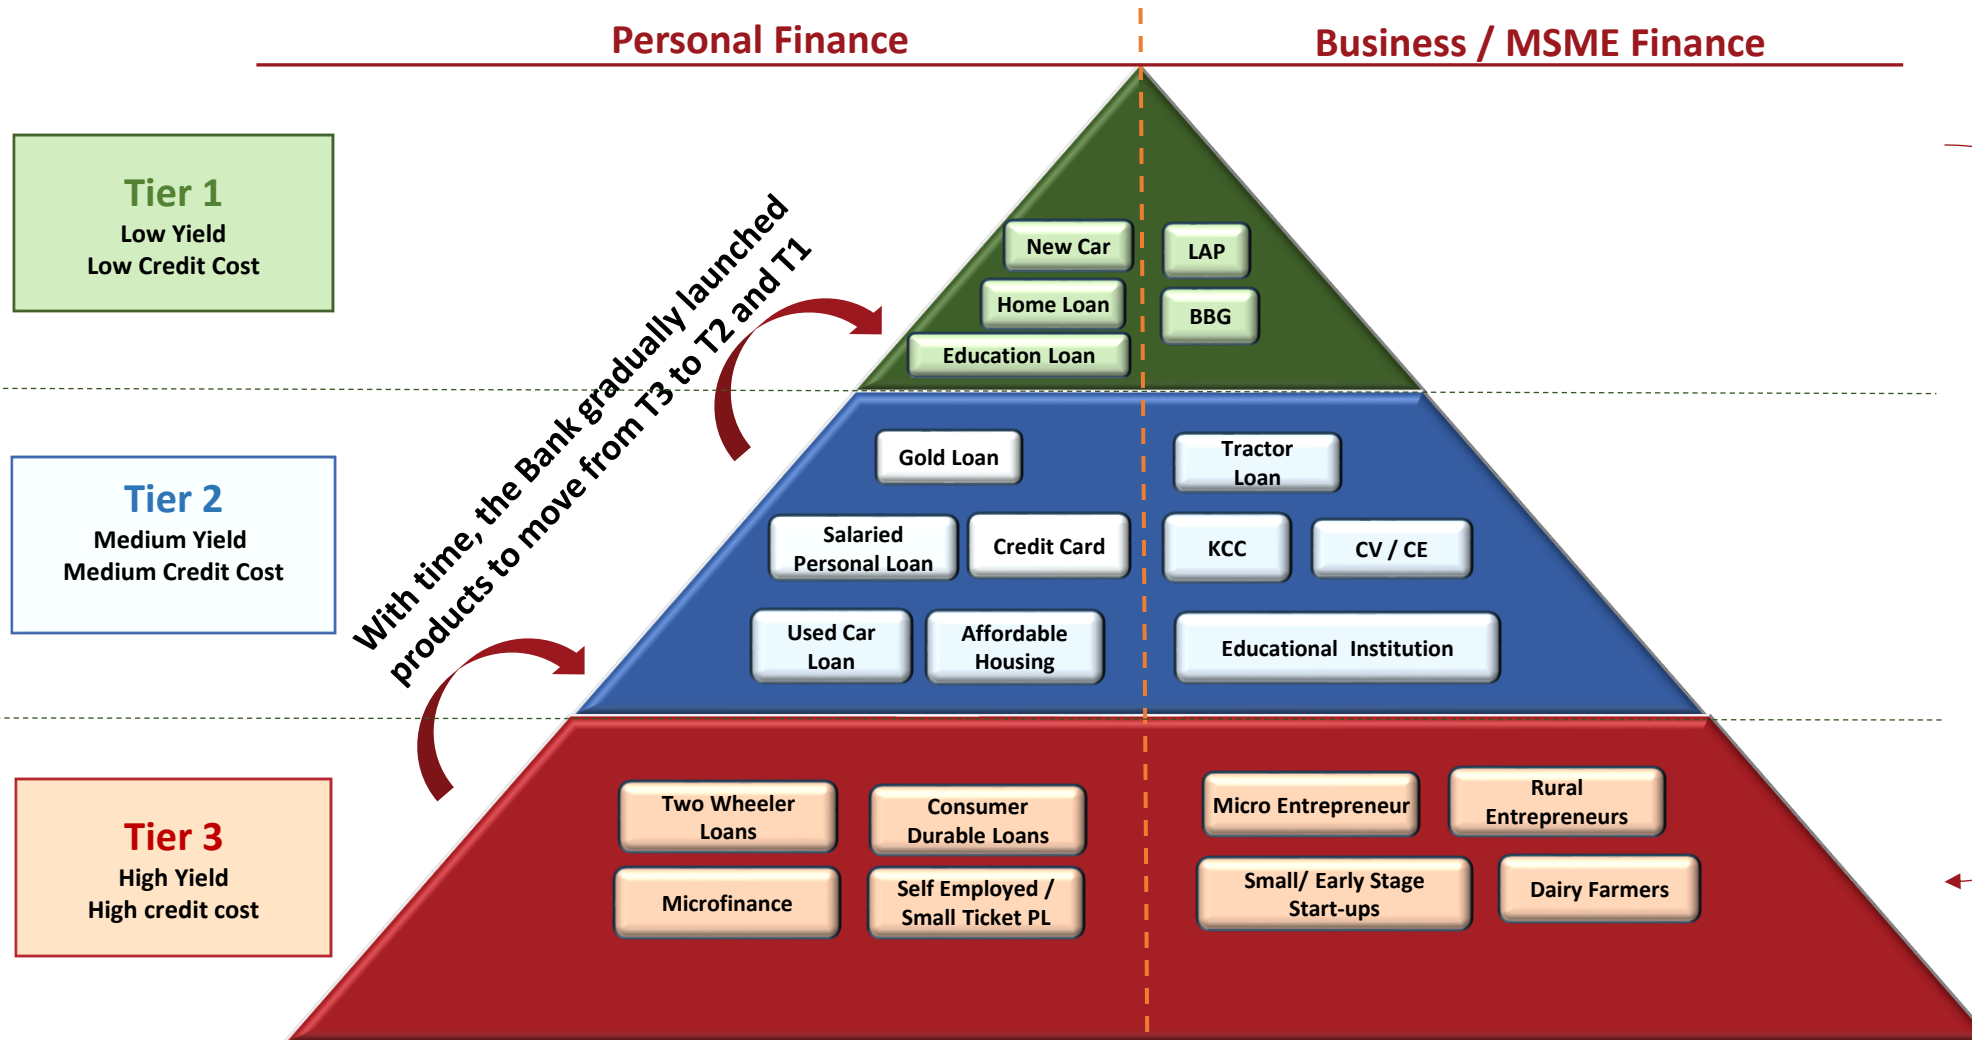 Personal Finance
Business / MSME Finance
Tier 1
Low Yield
Low Credit Cost
With time, the Bank gradually launched
products to move from T3 to T2 and T1
New Car
Home Loan
Education Loan
LAP
BBG
Tier 2
Medium Yield
Medium Credit Cost
Gold Loan
Salaried
Personal Loan
Credit Card
Used Car
Loan
Affordable
Housing
Tractor
Loan
KCC
CV / CE
Educational Institution
Tier 3
High Yield
High credit cost
Two Wheeler
Loans
Consumer
Durable Loans
Microfinance
Self Employed /
Small Ticket PL
Micro Entrepreneur
Rural
Entrepreneurs
Small/ Early Stage
Start-ups
Dairy Farmers